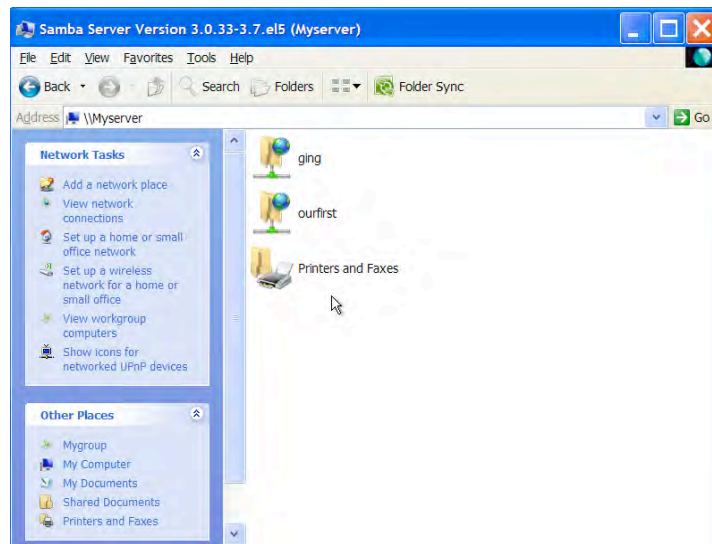 Samba Server Version 3.0.33-3.7.el5 (Myserver)
File Edit View Favorites Tools Help
Back Search Folders Folder Sync
Address \\Myserver Go
Network Tasks
Add a network place
View network
connections
Set up a home or small
office network
Set up a wireless
network for a home or
small office
View workgroup
computers
Show icons for
networked UPnP devices
Other Places
Mygroup
My Computer
My Documents
Shared Documents
Printers and Faxes
ging
ourfirst
Printers and Faxes